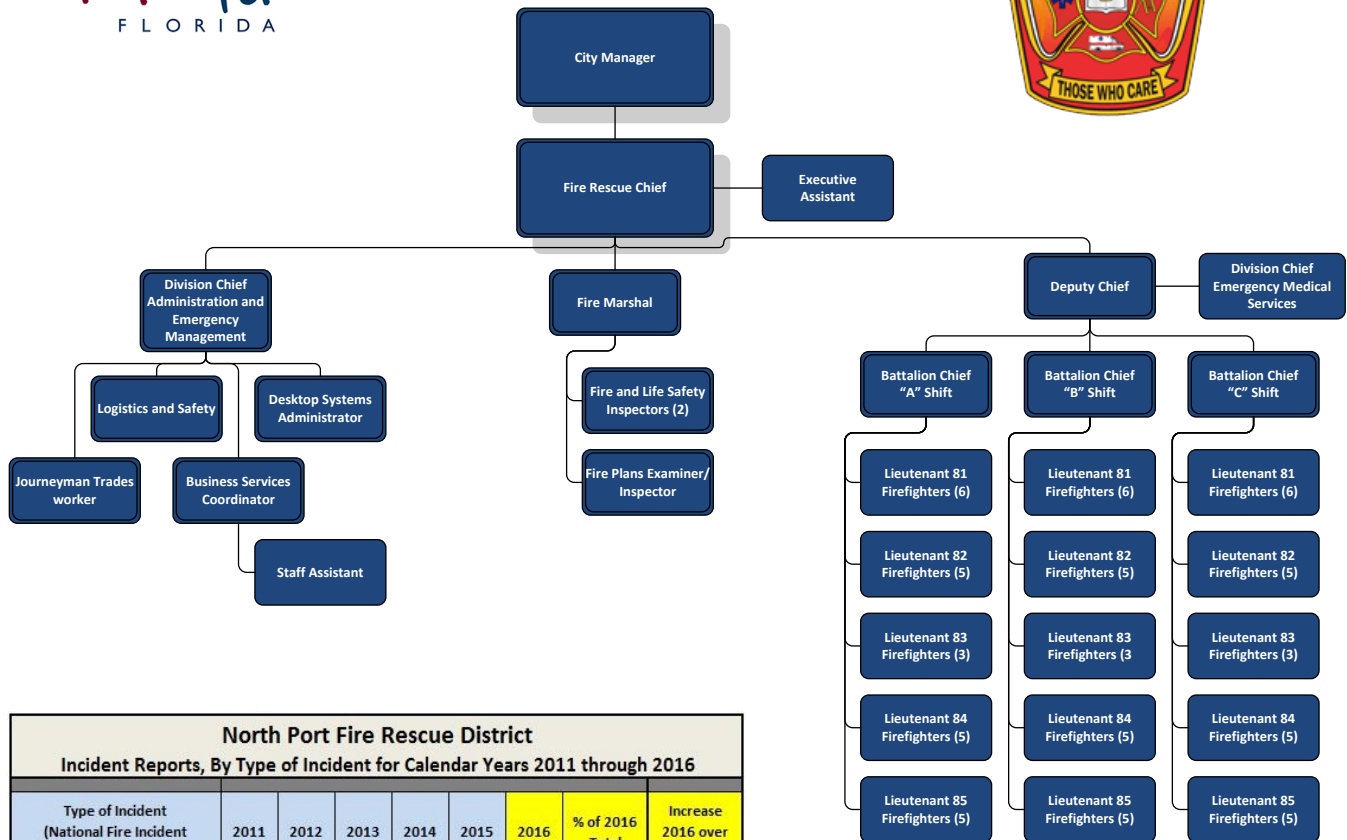 FLORIDA
THOSE WHO CARE
City Manager
Fire Rescue Chief
Executive
Assistant
Division Chief
Administration and
Emergency
Management
Fire Marshal
Deputy Chief
Division Chief
Emergency Medical
Services
Logistics and Safety
Desktop Systems
Administrator
Journeyman Trades
worker
Business Services
Coordinator
Staff Assistant
Fire and Life Safety
Inspectors (2)
Fire Plans Examiner/
Inspector
Battalion Chief
“A” Shift
Battalion Chief
“B” Shift
Battalion Chief
“C” Shift
Lieutenant 81
Firefighters (6)
Lieutenant 82
Firefighters (5)
Lieutenant 83
Firefighters (3)
Lieutenant 84
Firefighters (5)
Lieutenant 85
Firefighters (5)
Lieutenant 81
Firefighters (6)
Lieutenant 82
Firefighters (5)
Lieutenant 83
Firefighters (3
Lieutenant 84
Firefighters (5)
Lieutenant 85
Firefighters (5)
Lieutenant 81
Firefighters (6)
Lieutenant 82
Firefighters (5)
Lieutenant 83
Firefighters (3)
Lieutenant 84
Firefighters (5)
Lieutenant 85
Firefighters (5)
North Port Fire Rescue District
Incident Reports, By Type of Incident for Calendar Years 2011 through 2016
Type of Incident
(National Fire Incident
2011 2012 2013 2014 2015 2016
% of 2016
Increase
2016 over